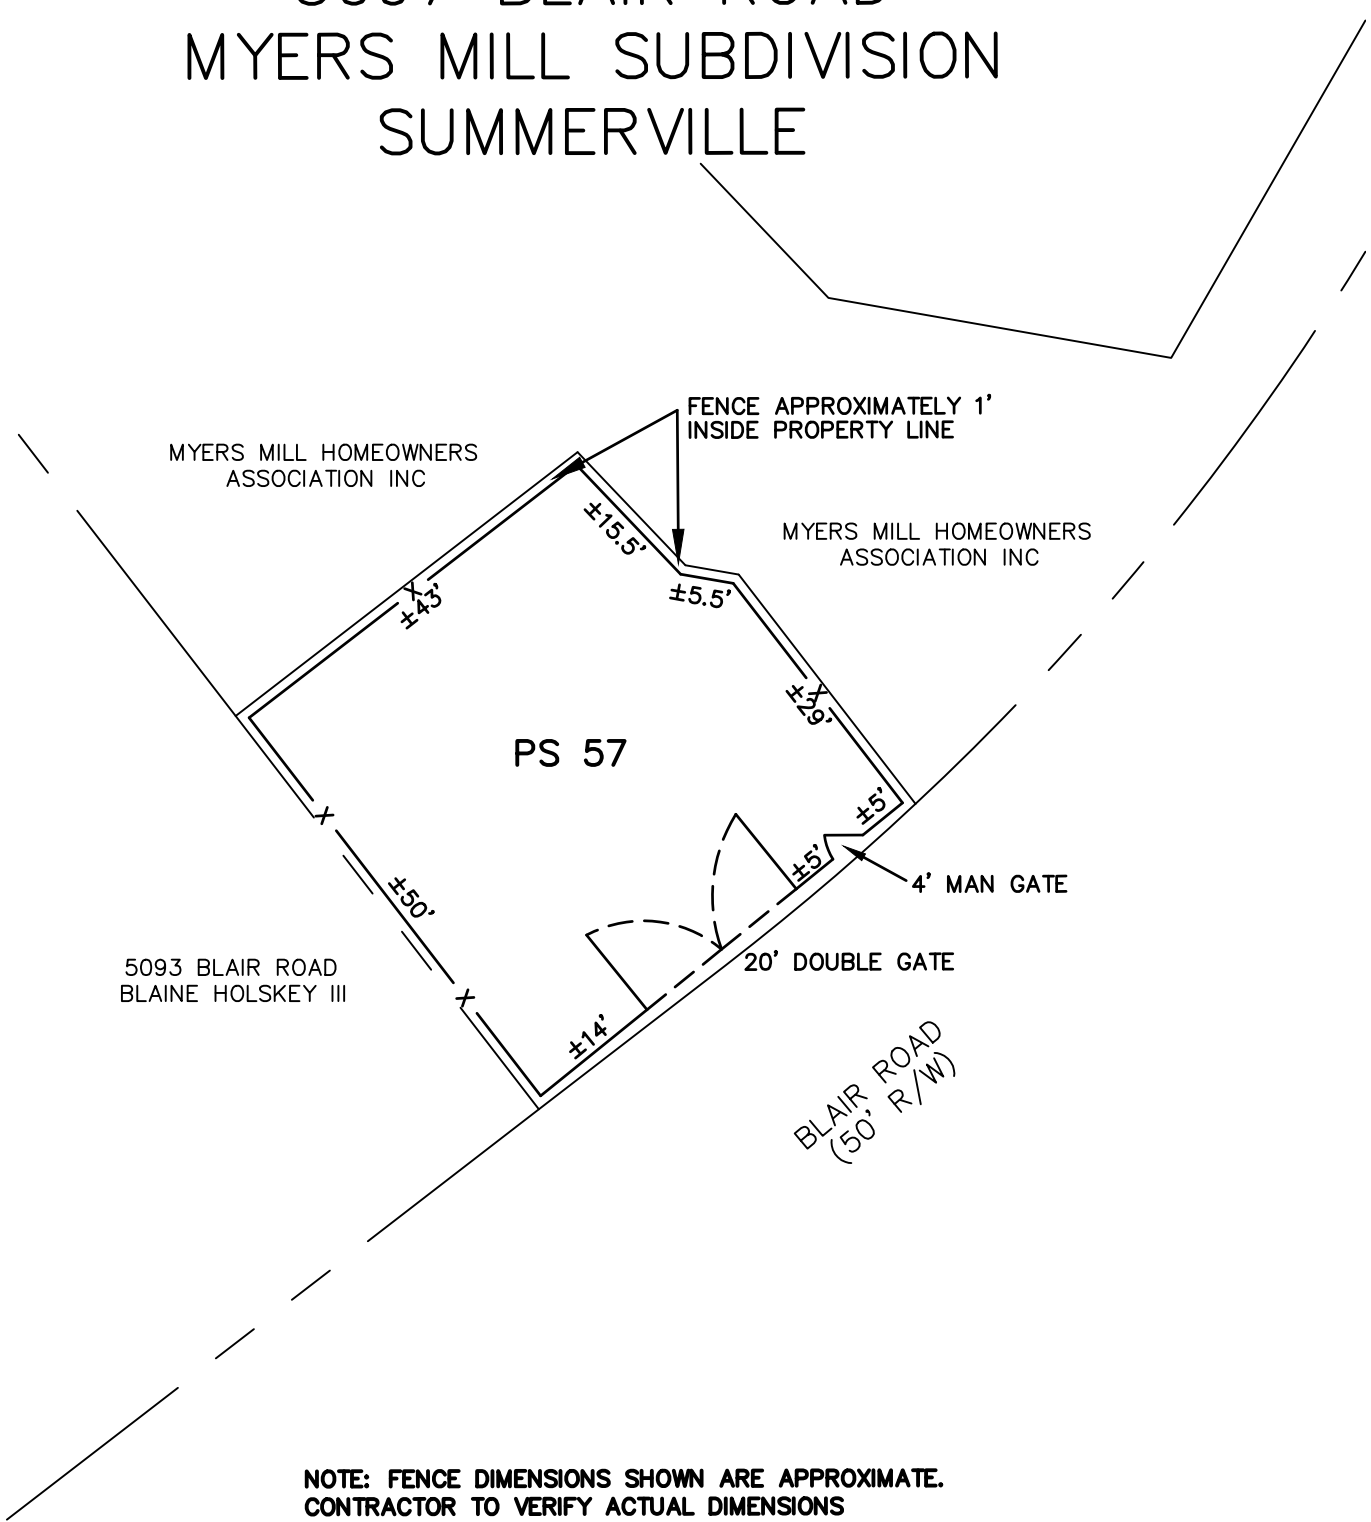 BLAIR ROAD
MYERS MILL SUBDIVISION
SUMMERVILLE
FENCE APPROXIMATELY 1'
INSIDE PROPERTY LINE
MYERS MILL HOMEOWNERS
ASSOCIATION INC
MYERS MILL HOMEOWNERS
ASSOCIATION INC
±15.5'
±5.5'
X
±43'
X
±29'
PS 57
±5'
X
±5'
4' MAN GATE
±50'
20' DOUBLE GATE
5093 BLAIR ROAD
BLAINE HOLSKEY III
X
±14'
BLAIR ROAD
(50' R/W)
NOTE: FENCE DIMENSIONS SHOWN ARE APPROXIMATE.
CONTRACTOR TO VERIFY ACTUAL DIMENSIONS